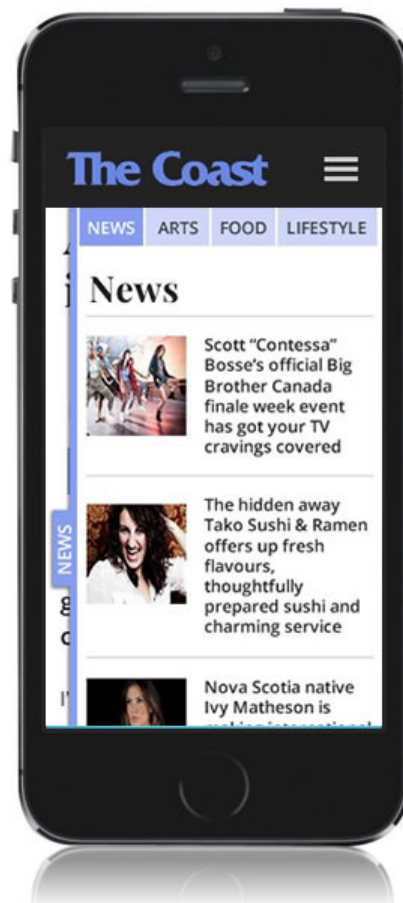 The Coast
NEWS ARTS FOOD LIFESTYLE
News
Scott “Contessa”
Bosse's official Big
Brother Canada
finale week event
has got your TV
cravings covered
NEWS
The hidden away
Tako Sushi & Ramen
offers up fresh
flavours,
thoughtfully
prepared sushi and
charming service
Nova Scotia native
Ivy Matheson is
making international